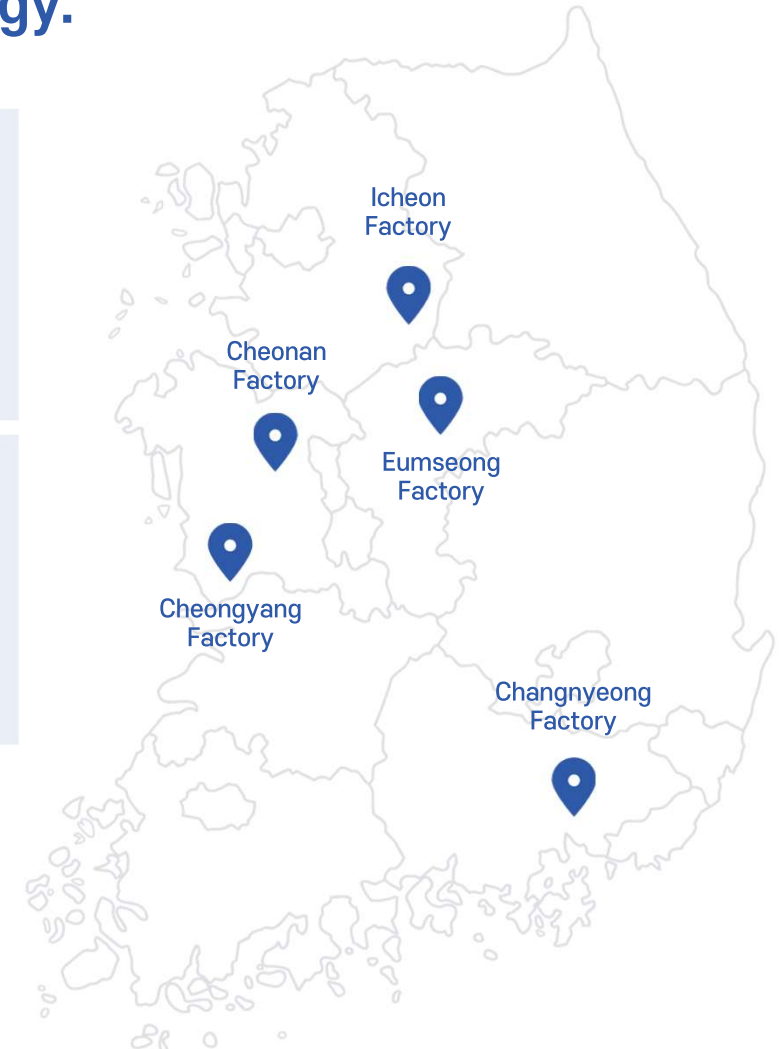 gy.
Icheon
Factory
Cheonan
Factory
Eumseong
Factory
Cheongyang
Factory
Changnyeong
Factory